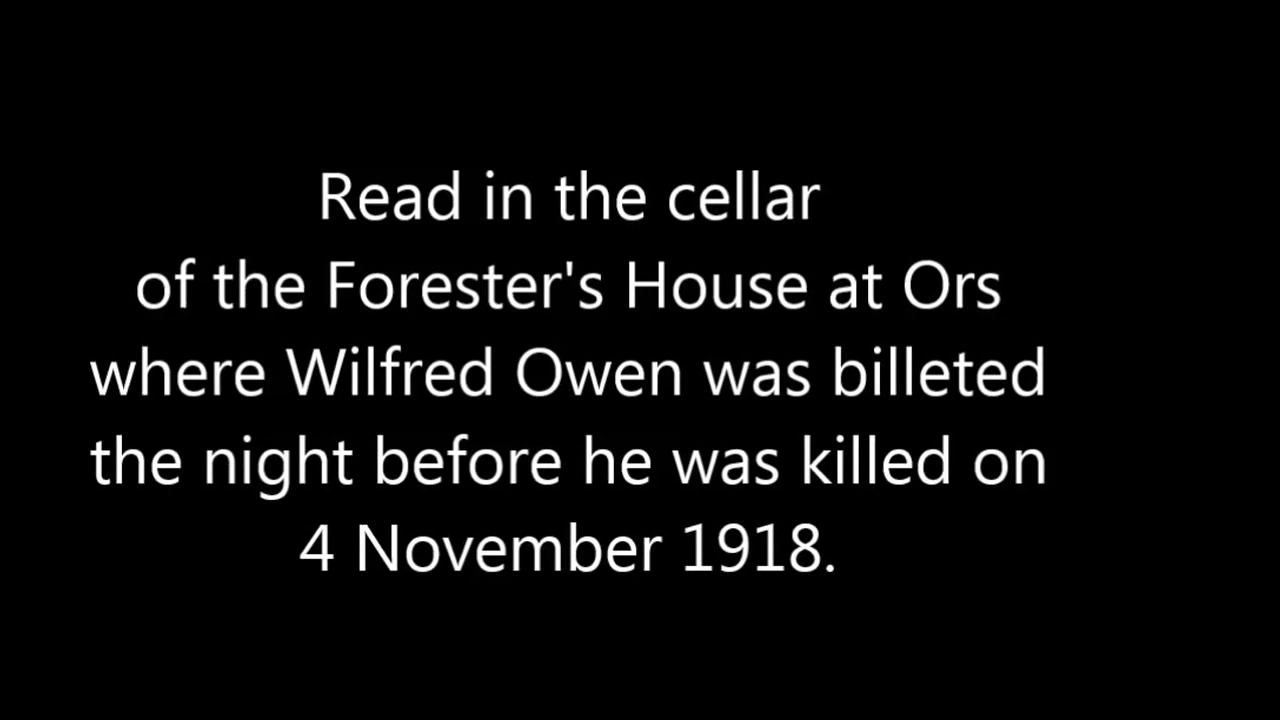 Read in the cellar
of the Forester's House at Ors
where Wilfred Owen was billeted
the night before he was killed on
4 November 1918.